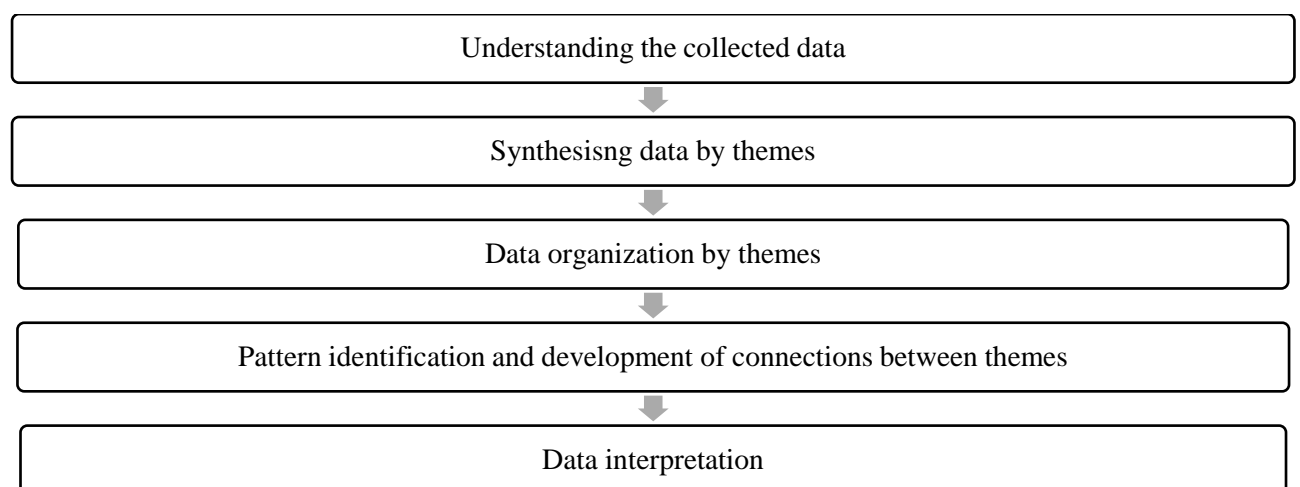 Understanding the collected data
Synthesisng data by themes
Data organization by themes
Pattern identification and development of connections between themes
Data interpretation